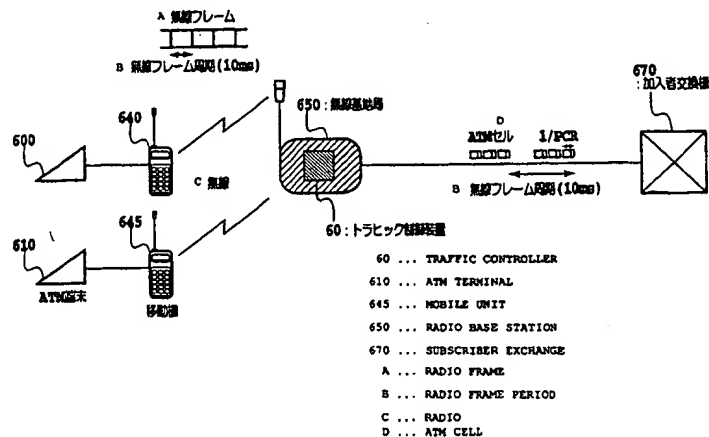 A 無線フレーム
B 無線フレーム周期(10ms)
670
:加入者交換機
640
650:無線基地局
D
ATMセル
1/PCR
600
C 無線
B 無線フレーム周期(10ms)
645
60:トラヒック制御装置
610
ATM端末
移動機
60 ... TRAFFIC CONTROLLER
610 ... ATM TERMINAL
645 ... MOBILE UNIT
650 ... RADIO BASE STATION
670 ... SUBSCRIBER EXCHANGE
A ... RADIO FRAME
B ... RADIO FRAME PERIOD
C ... RADIO
D ... ATM CELL